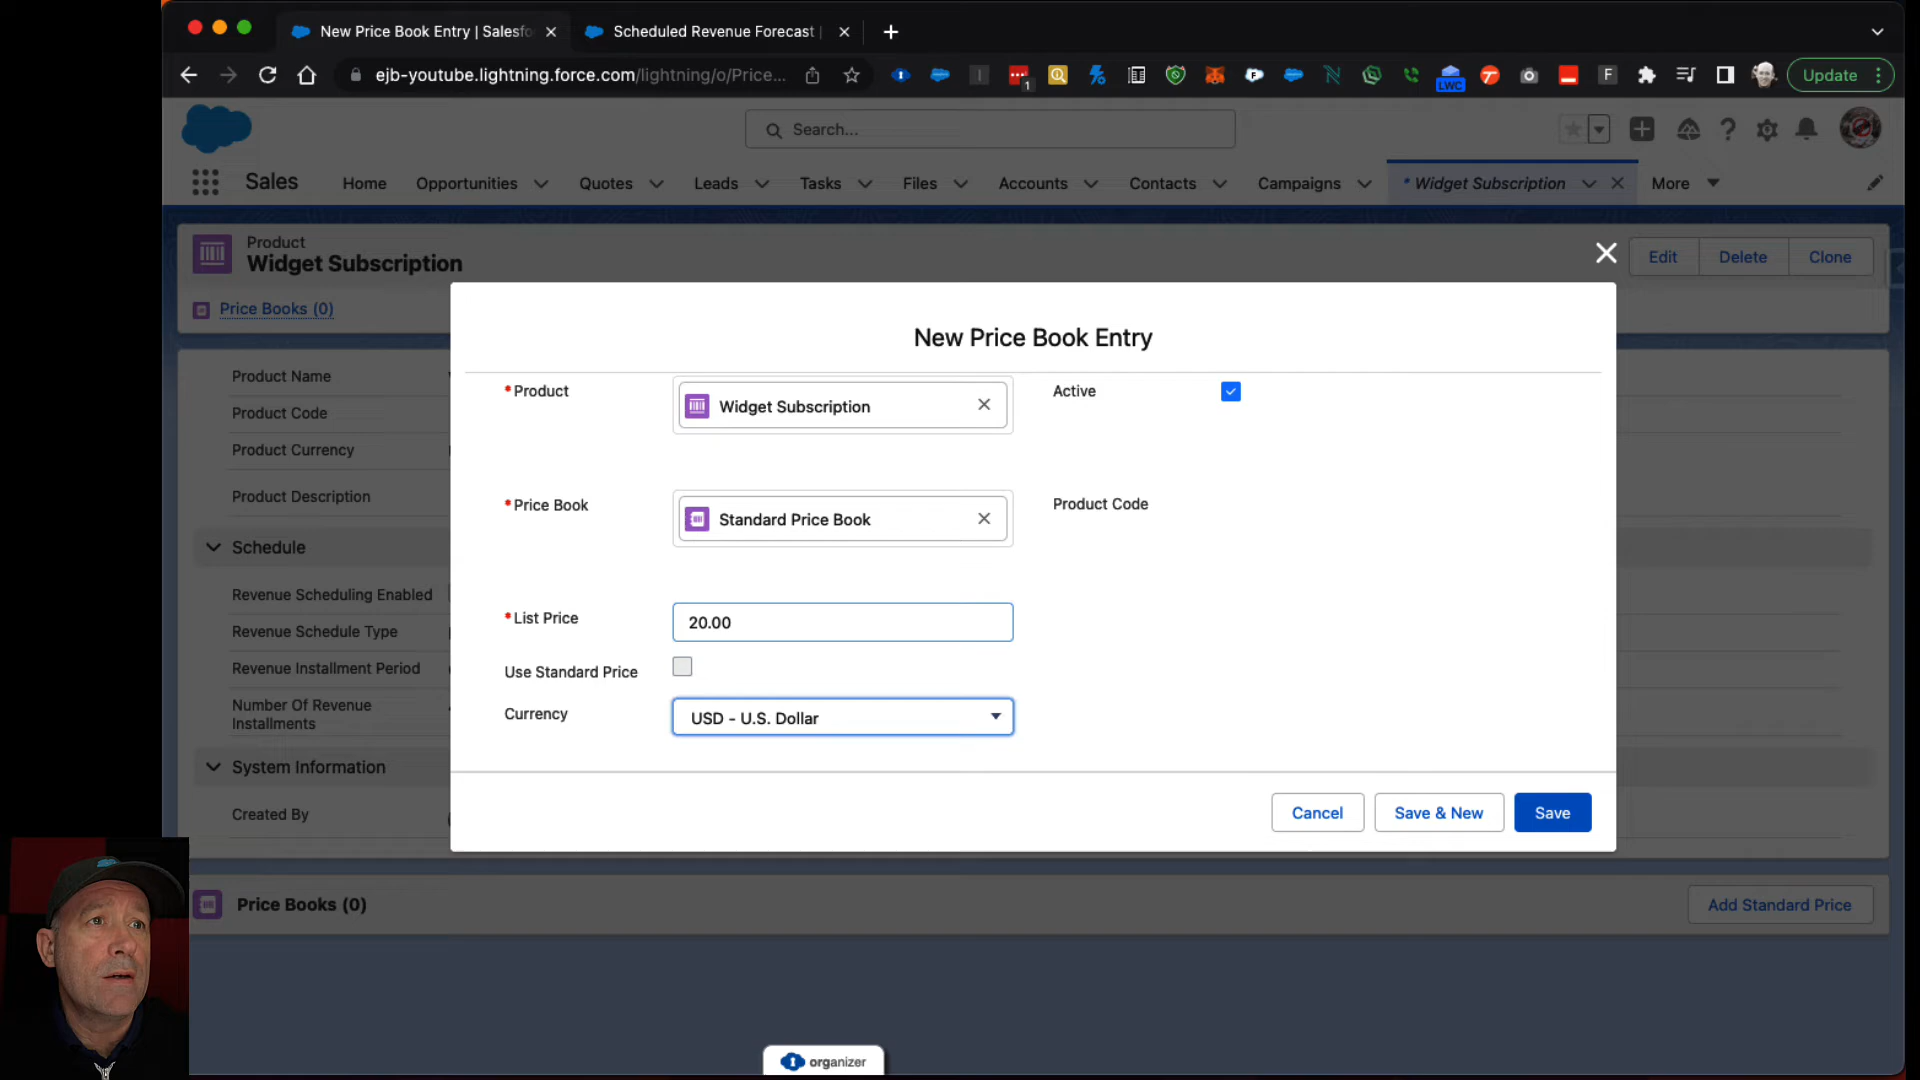 New Price Book Entry | Salesfo
Scheduled Revenue Forecast |
ejb-youtube.lightning.force.com/lightning/o/Price...
1
LWC
F
Update
Search...
Sales
Home
Opportunities
Quotes
Leads
Tasks
Files
Accounts
Contacts
Campaigns
* Widget Subscription
More
Product
Widget Subscription
Edit
Delete
Clone
Price Books (0)
New Price Book Entry
Product Name
Product Code
Product Currency
Product Description
Schedule
Revenue Scheduling Enabled
Revenue Schedule Type
Revenue Installment Period
Number Of Revenue
Installments
System Information
Created By
*Product
Widget Subscription
Active
*Price Book
Standard Price Book
Product Code
*List Price
20.00
Use Standard Price
Currency
USD - U.S. Dollar
Cancel
Save & New
Save
Price Books (0)
Add Standard Price
organizer